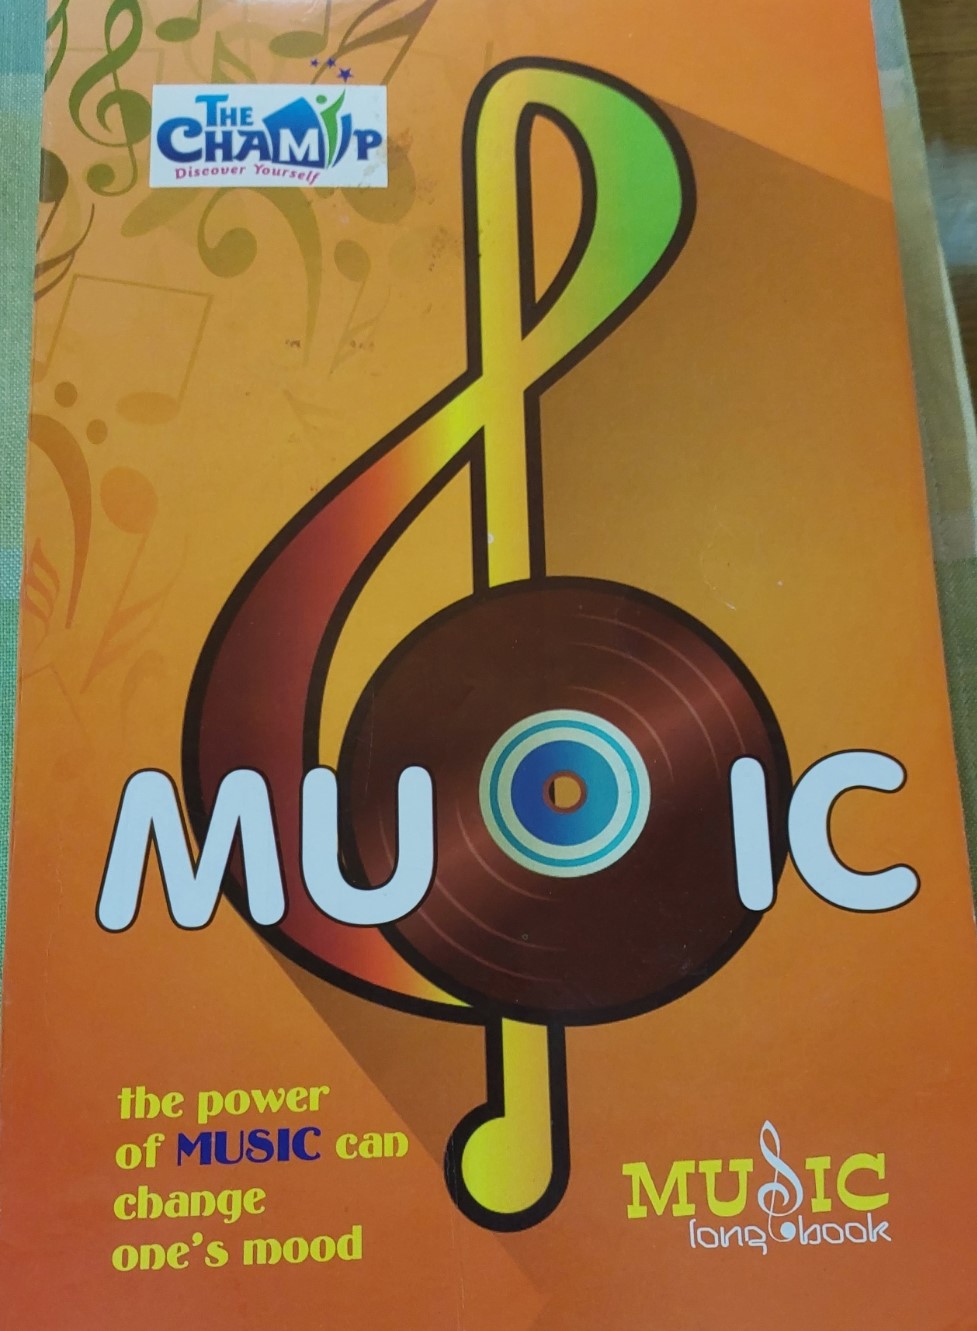 THE
CHAMP
Discover Yourself
MUSIC
the power
of MUSIC can
change
one's mood
MUSIC
long book